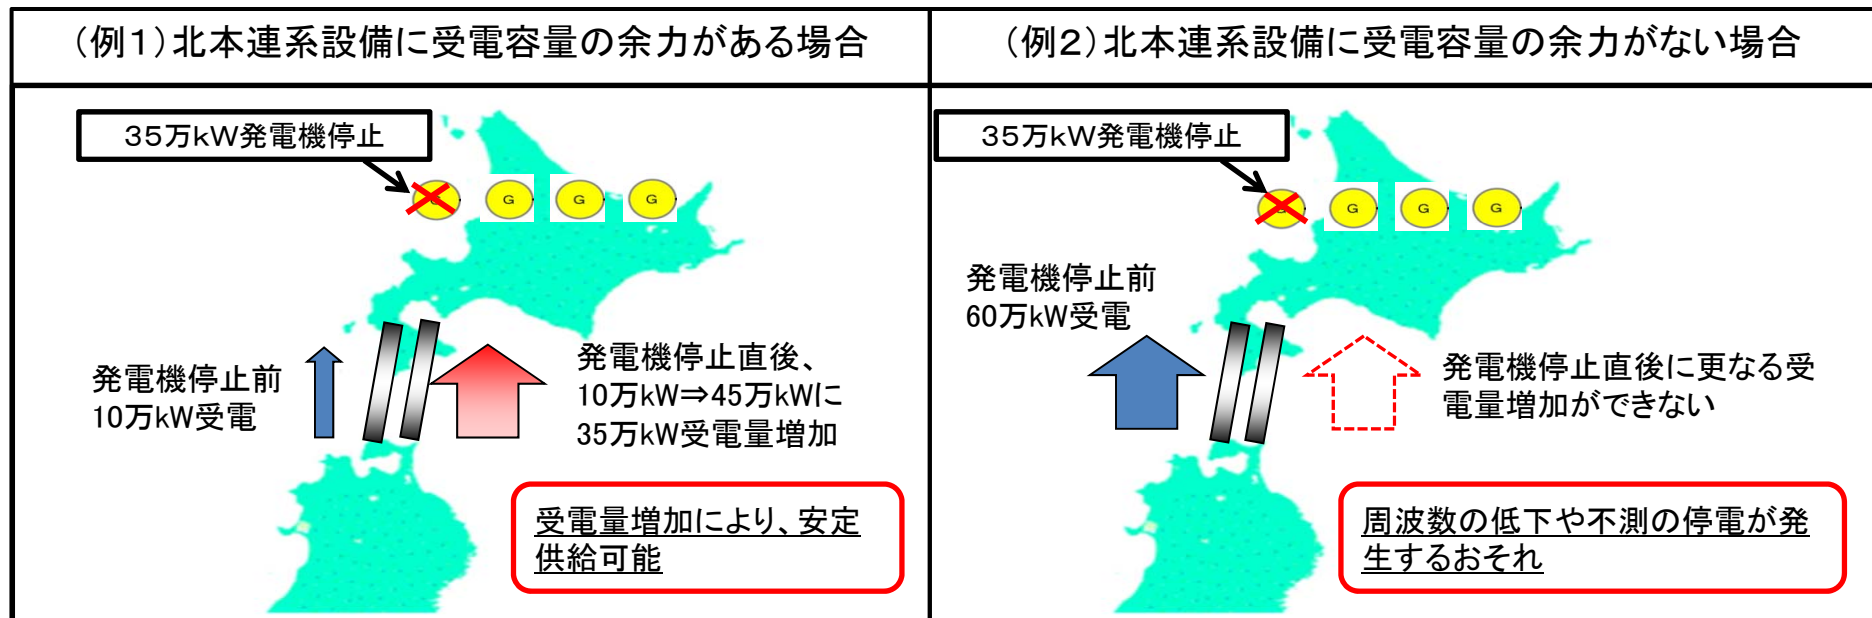 （例１）北本連系設備に受電容量の余力がある場合
３５万ｋＷ発電機停止
G G G
発電機停止前
10万kW受電
発電機停止直後、
10万kW⇒45万kWに
35万kW受電量増加
受電量増加により、安定
供給可能
（例２）北本連系設備に受電容量の余力がない場合
３５万ｋＷ発電機停止
G G G G
発電機停止前
60万kW受電
発電機停止直後に更なる受
電量増加ができない
周波数の低下や不測の停電が発
生するおそれ